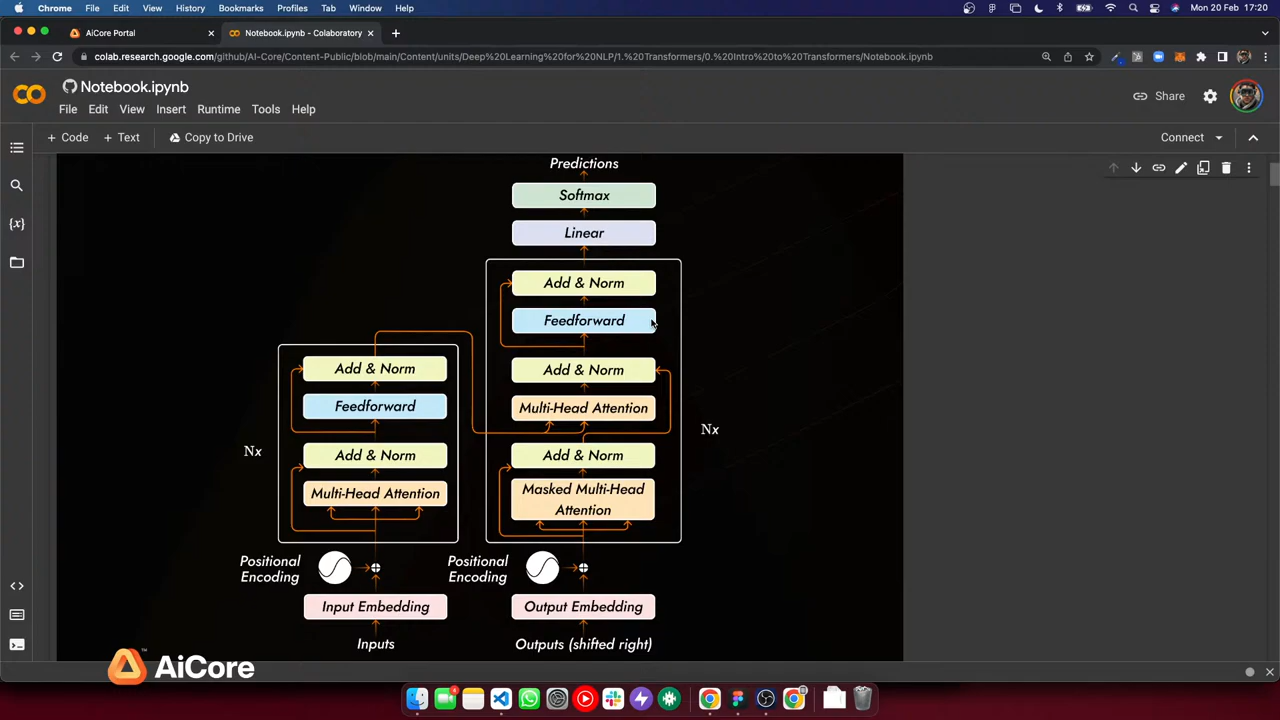 Chrome File Edit View History Bookmarks Profiles Tab Window Help
Mon 20 Feb 17:20
AiCore Portal
Notebook.ipynb - Colaboratory
colab.research.google.com/github/AI-Core/Content-Public/blob/main/Content/units/Deep%20Learning%20for%20NLP/1.%20Transformers/0.%20Intro%20to%20Transformers/Notebook.ipynb
Notebook.ipynb
Share
File Edit View Insert Runtime Tools Help
+ Code + Text Copy to Drive
Connect
Predictions
Softmax
Linear
Add & Norm
Feedforward
Add & Norm
Multi-Head Attention
Add & Norm
Masked Multi-Head
Attention
Nx
Add & Norm
Feedforward
Add & Norm
Multi-Head Attention
Nx
Positional
Encoding
Positional
Encoding
Input Embedding
Output Embedding
Inputs
Outputs (shifted right)
AiCore